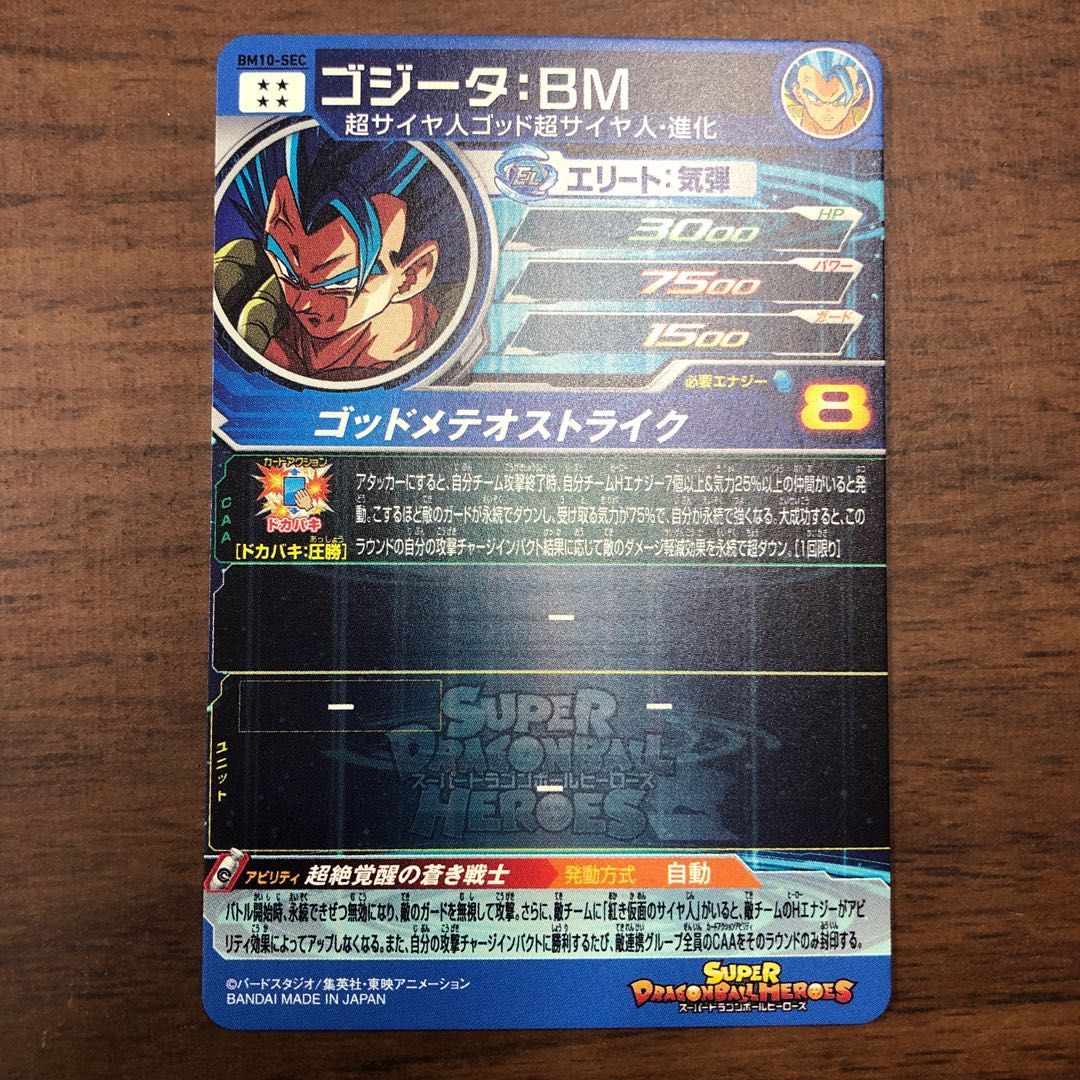 BM10-SEC
ゴジータ:BM
超サイヤ人ゴッド超サイヤ人・進化
EL エリート:気弾
HP
3000
パワー
7500
ガード
1500
必要エナジー 8
ゴッドメテオストライク
CAA
カードアクション
ドカバキ
[ドカバキ:圧勝]
アタッカーにすると、自分チーム攻撃終了時、自分チームHエナジー7個以上&気力25%以上の仲間がいると発
動。こするほど敵のガードが永続でダウンし、受け取る気力が75%で、自分が永続で強くなる。大成功すると、この
ラウンドの自分の攻撃チャージインパクト結果に応じて敵のダメージ軽減効果を永続で超ダウン。[1回限り]
ー
ユニット
ー ー
ー
SUPER
DRAGONBALL
スーパードラゴンボールヒーローズ
HEROES
アビリティ 超絶覚醒の蒼き戦士 発動方式 自動
バトル開始時、永続できぜつ無効になり、敵のガードを無視して攻撃。さらに、敵チームに「紅き仮面のサイヤ人」がいると、敵チームのHエナジーがアビ
リティ効果によってアップしなくなる。また、自分の攻撃チャージインパクトに勝利するたび、敵連携グループ全員のCAAをそのラウンドのみ封印する。
©バードスタジオ/集英社・東映アニメーション
BANDAI MADE IN JAPAN
SUPER
DRAGONBALL HEROES
スーパードラゴンボールヒーローズ